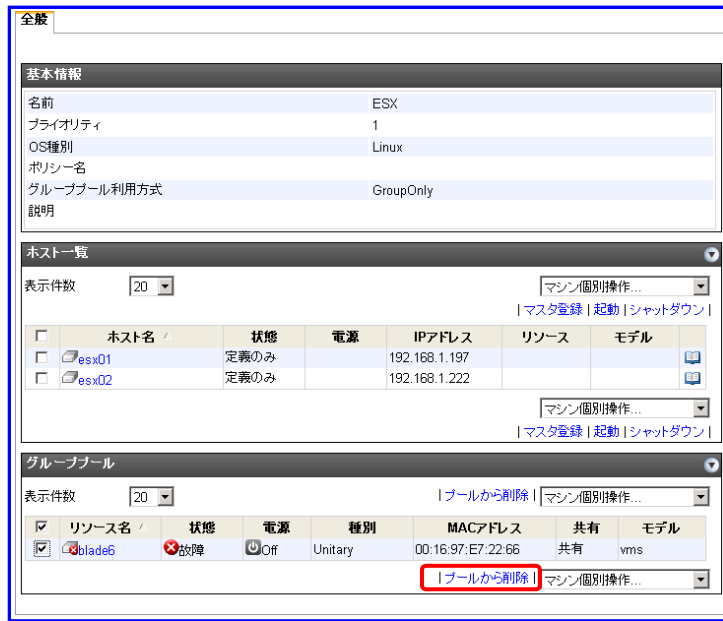 全般
基本情報
名前 ESX
プライオリティ 1
OS種別 Linux
ポリシー名
グループプール利用方式 GroupOnly
説明
ホスト一覧
表示件数 20 マシン個別操作...
| マスタ登録 | 起動 | シャットダウン |
ホスト名 状態 電源 IPアドレス リソース モデル
esx01 定義のみ 192.168.1.197
esx02 定義のみ 192.168.1.222
マシン個別操作...
| マスタ登録 | 起動 | シャットダウン |
グループプール
表示件数 20 | プールから削除 | マシン個別操作...
リソース名 状態 電源 種別 MACアドレス 共有 モデル
blade6 故障 Off Unitary 00:16:97:E7:22:66 共有 vms
| プールから削除 | マシン個別操作...